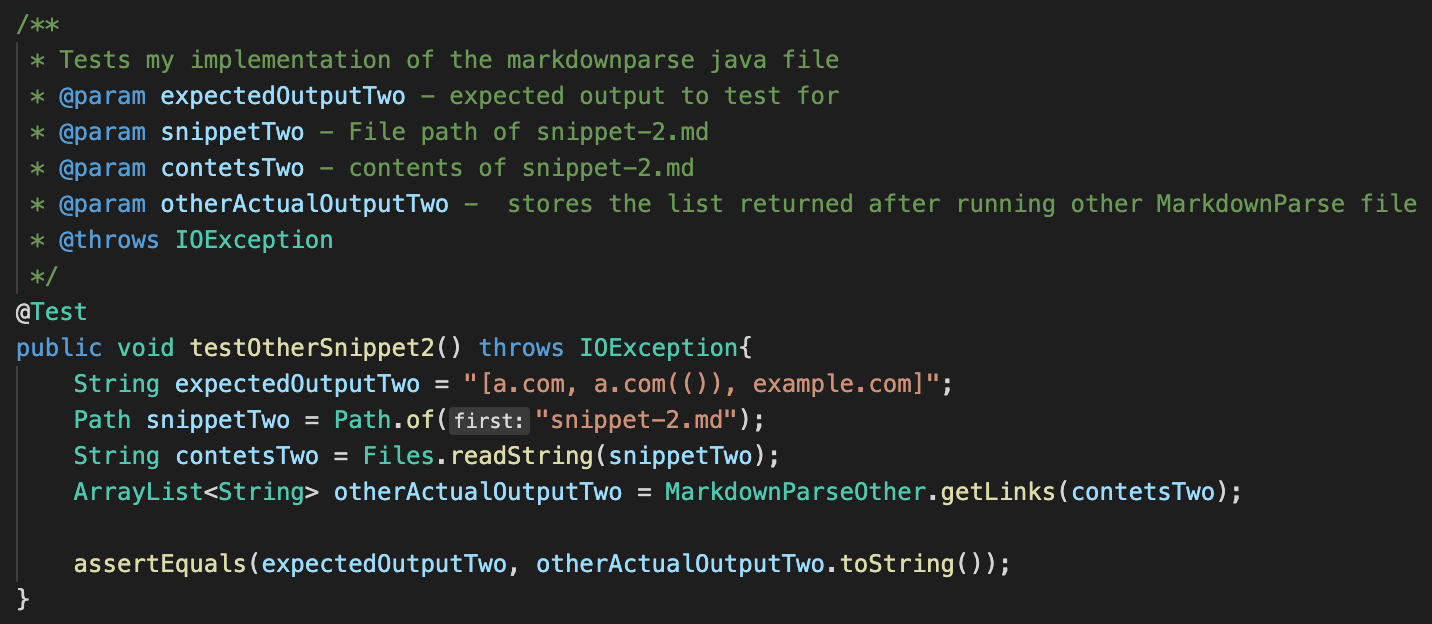 /**
 * Tests my implementation of the markdownparse java file
 * @param expectedOutputTwo – expected output to test for
 * @param snippetTwo – File path of snippet-2.md
 * @param contetsTwo – contents of snippet-2.md
 * @param otherActualOutputTwo –  stores the list returned after running other MarkdownParse file
 * @throws IOException
 */
@Test
public void testOtherSnippet2() throws IOException{
    String expectedOutputTwo = "[a.com, a.com(()), example.com]";
    Path snippetTwo = Path.of(first:"snippet-2.md");
    String contetsTwo = Files.readString(snippetTwo);
    ArrayList<String> otherActualOutputTwo = MarkdownParseOther.getLinks(contetsTwo);

    assertEquals(expectedOutputTwo, otherActualOutputTwo.toString());
}